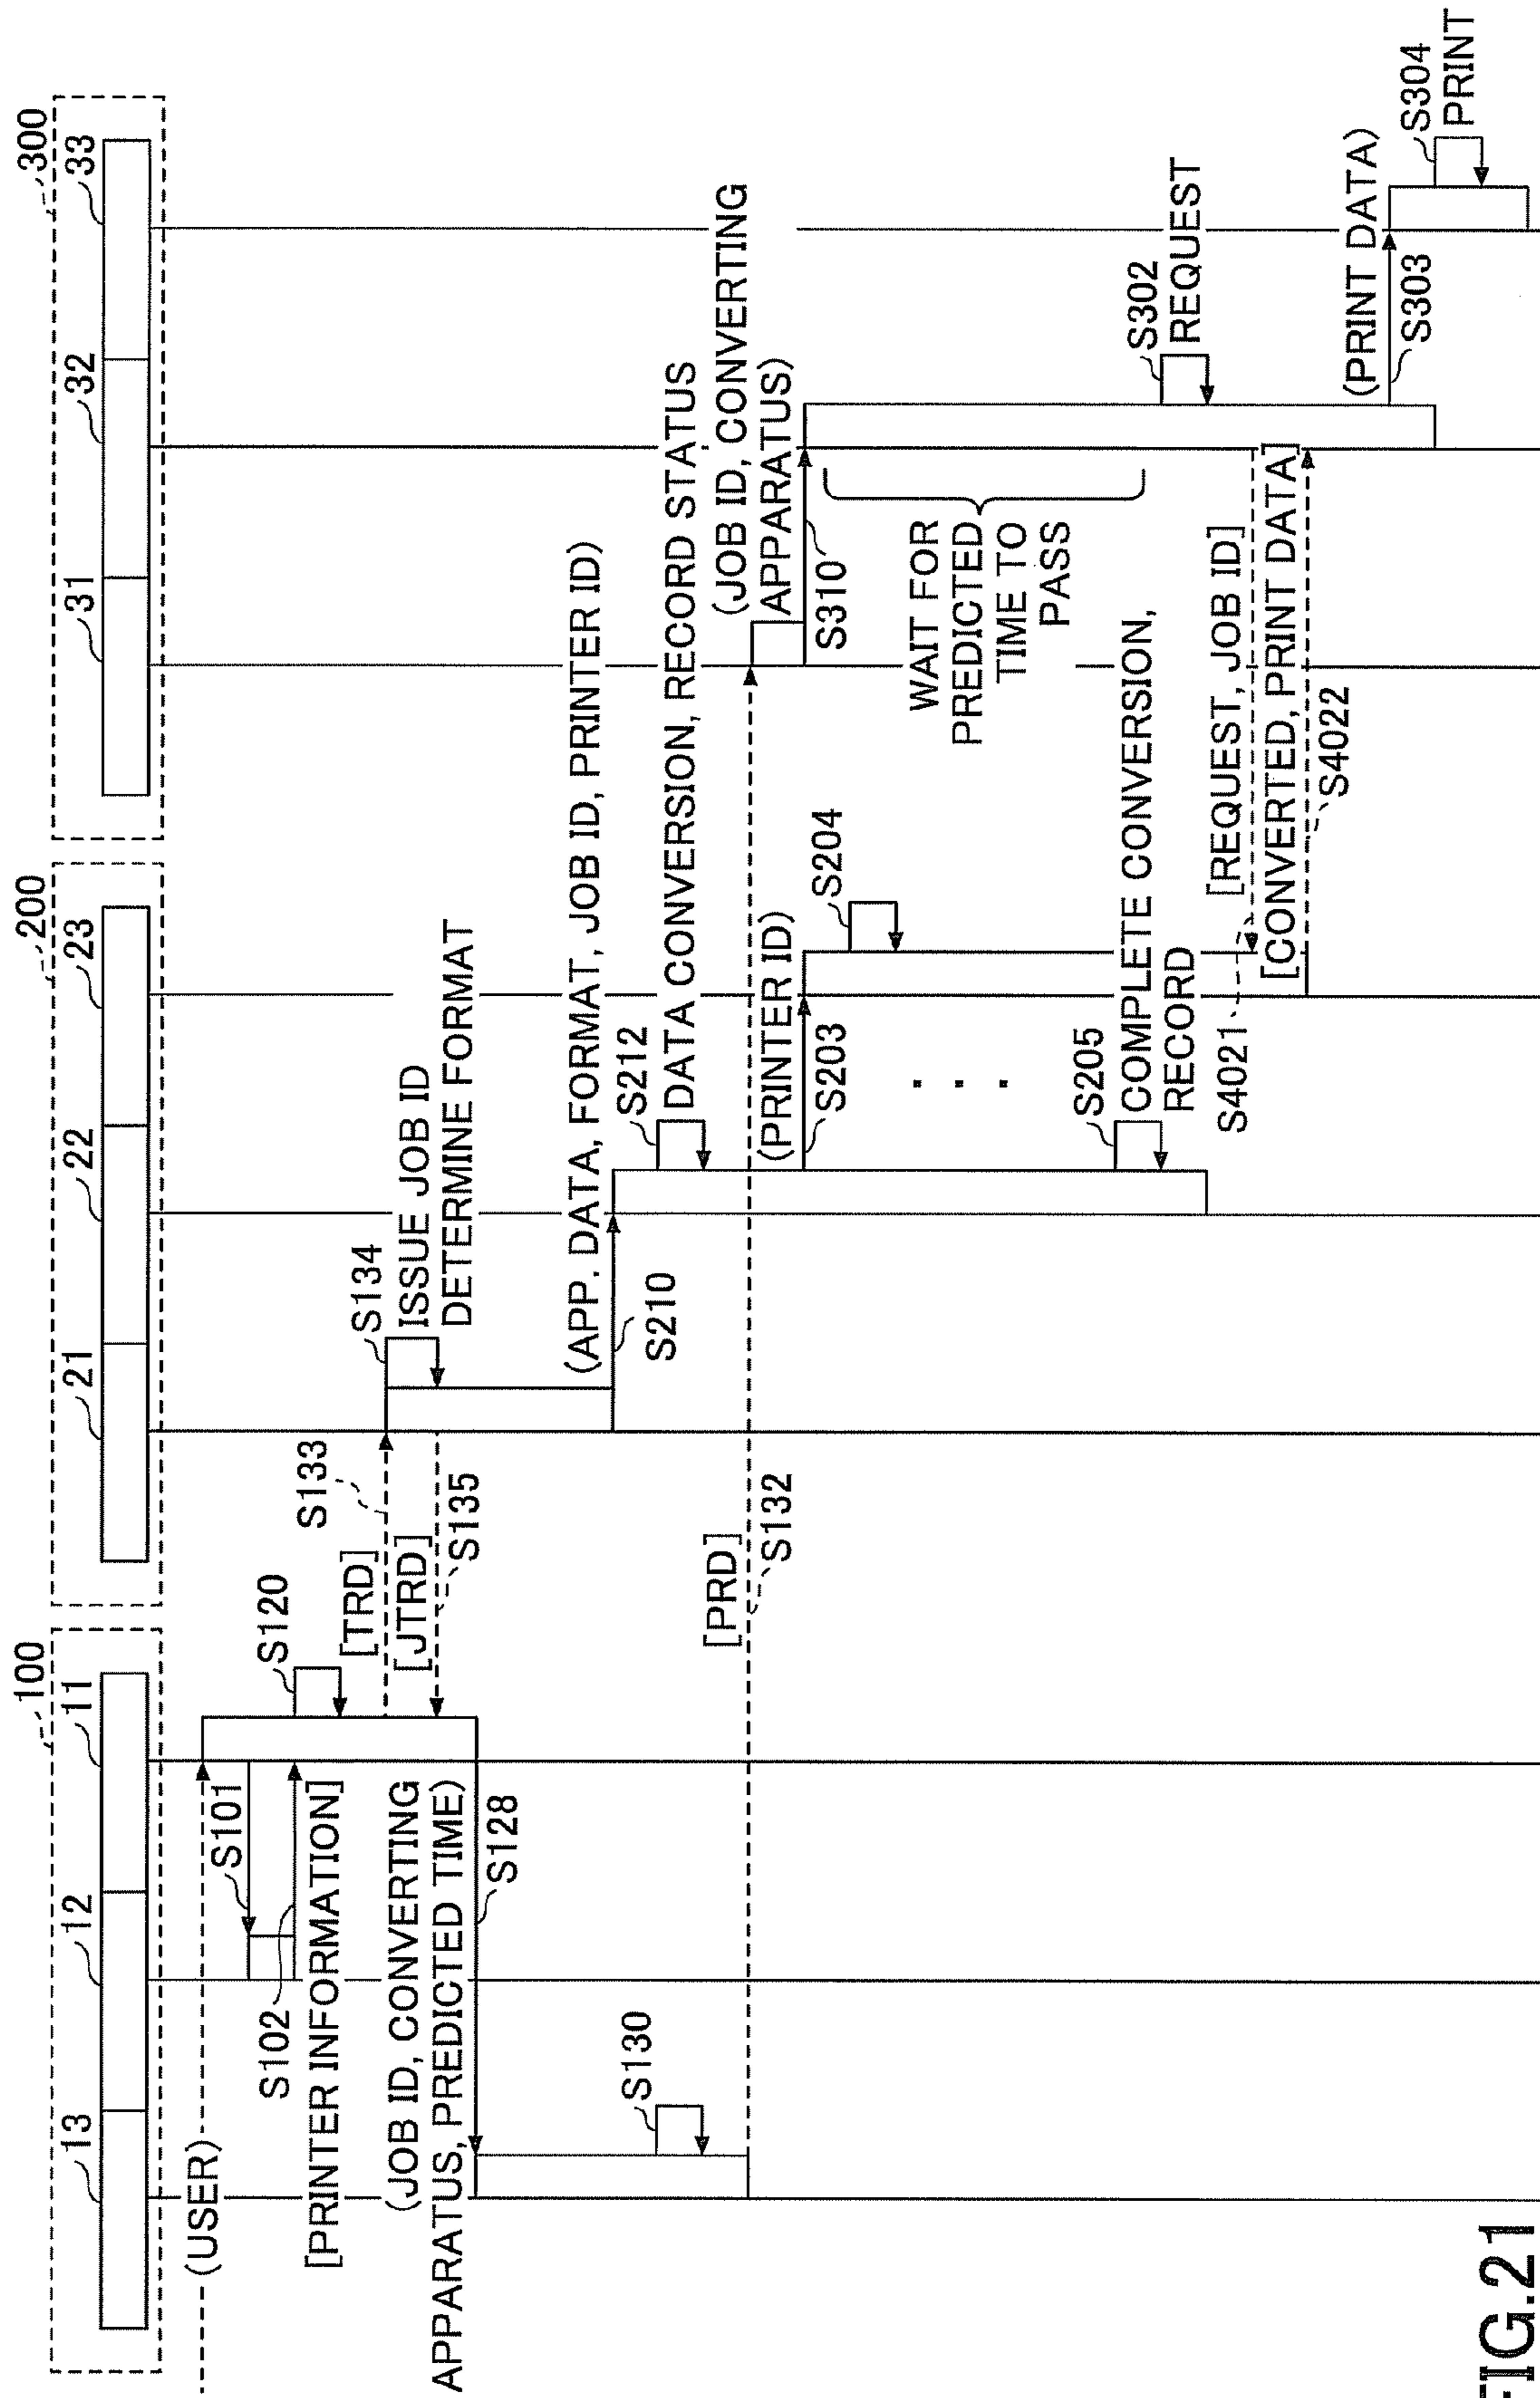 100
13
12
11
200
21
22
23
300
31
32
33
(USER)
S101
S102
[PRINTER INFORMATION]
S120
S133
[TRD]
S134
ISSUE JOB ID
DETERMINE FORMAT
[JTRD]
S135
(JOB ID, CONVERTING
APPARATUS, PREDICTED TIME)
S128
(APP. DATA, FORMAT, JOB ID, PRINTER ID)
S210
S130
S212
DATA CONVERSION, RECORD STATUS
[PRD]
S132
(JOB ID, CONVERTING
APPARATUS)
S310
(PRINTER ID)
S203
S204
. . .
WAIT FOR
PREDICTED
TIME TO
PASS
S205
COMPLETE CONVERSION,
RECORD
S302
REQUEST
S4021
[REQUEST, JOB ID]
[CONVERTED, PRINT DATA]
S4022
(PRINT DATA)
S303
S304
PRINT
FIG.21